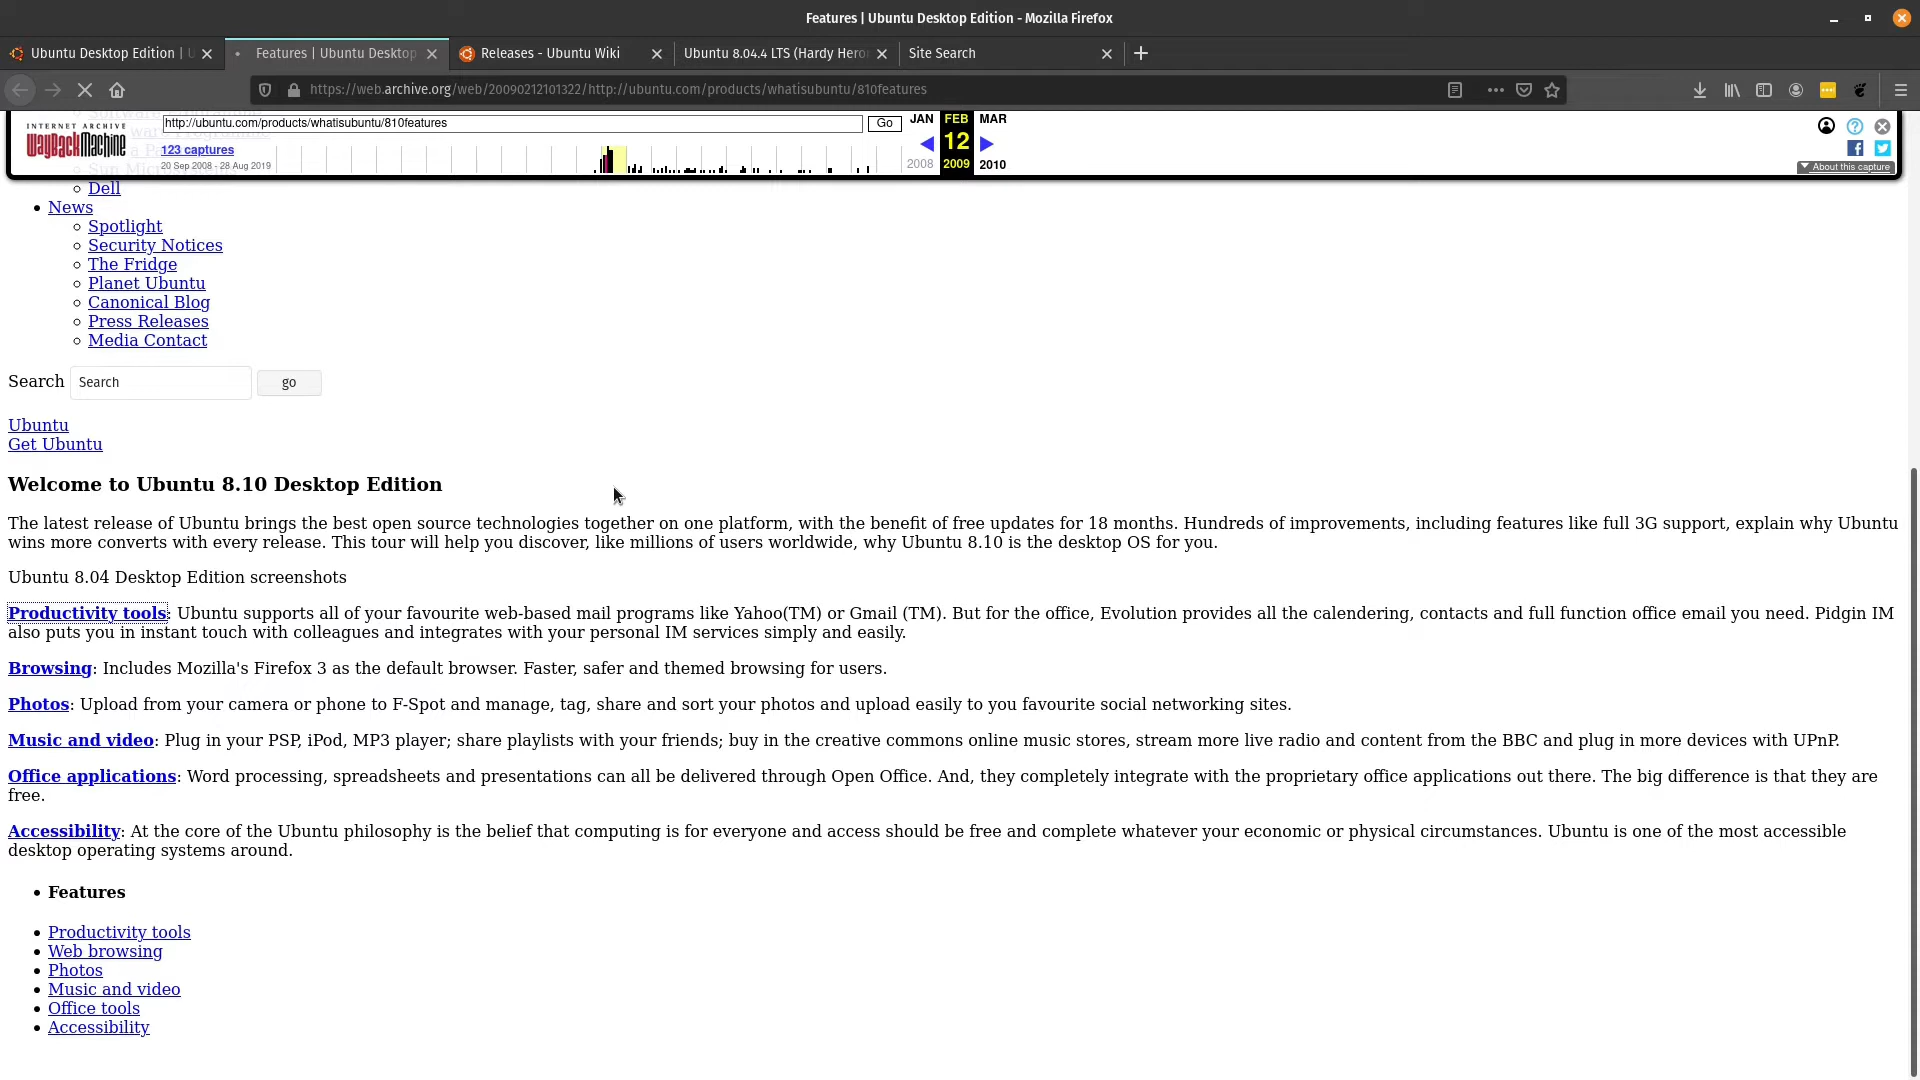 Features | Ubuntu Desktop Edition - Mozilla Firefox
Ubuntu Desktop Edition | U
Features | Ubuntu Desktop
Releases - Ubuntu Wiki
Ubuntu 8.04.4 LTS (Hardy Hero
Site Search
https://web.archive.org/web/20090212101322/http://ubuntu.com/products/whatisubuntu/810features
INTERNET ARCHIVE
WayBackMachine
http://ubuntu.com/products/whatisubuntu/810features
Go
JAN FEB MAR
123 captures
12
20 Sep 2008 - 28 Aug 2019
2008 2009 2010
About this capture
Dell
News
Spotlight
Security Notices
The Fridge
Planet Ubuntu
Canonical Blog
Press Releases
Media Contact
Search Search go
Ubuntu
Get Ubuntu
Welcome to Ubuntu 8.10 Desktop Edition
The latest release of Ubuntu brings the best open source technologies together on one platform, with the benefit of free updates for 18 months. Hundreds of improvements, including features like full 3G support, explain why Ubuntu
wins more converts with every release. This tour will help you discover, like millions of users worldwide, why Ubuntu 8.10 is the desktop OS for you.
Ubuntu 8.04 Desktop Edition screenshots
Productivity tools: Ubuntu supports all of your favourite web-based mail programs like Yahoo(TM) or Gmail (TM). But for the office, Evolution provides all the calendering, contacts and full function office email you need. Pidgin IM
also puts you in instant touch with colleagues and integrates with your personal IM services simply and easily.
Browsing: Includes Mozilla's Firefox 3 as the default browser. Faster, safer and themed browsing for users.
Photos: Upload from your camera or phone to F-Spot and manage, tag, share and sort your photos and upload easily to you favourite social networking sites.
Music and video: Plug in your PSP, iPod, MP3 player; share playlists with your friends; buy in the creative commons online music stores, stream more live radio and content from the BBC and plug in more devices with UPnP.
Office applications: Word processing, spreadsheets and presentations can all be delivered through Open Office. And, they completely integrate with the proprietary office applications out there. The big difference is that they are
free.
Accessibility: At the core of the Ubuntu philosophy is the belief that computing is for everyone and access should be free and complete whatever your economic or physical circumstances. Ubuntu is one of the most accessible
desktop operating systems around.
Features
Productivity tools
Web browsing
Photos
Music and video
Office tools
Accessibility